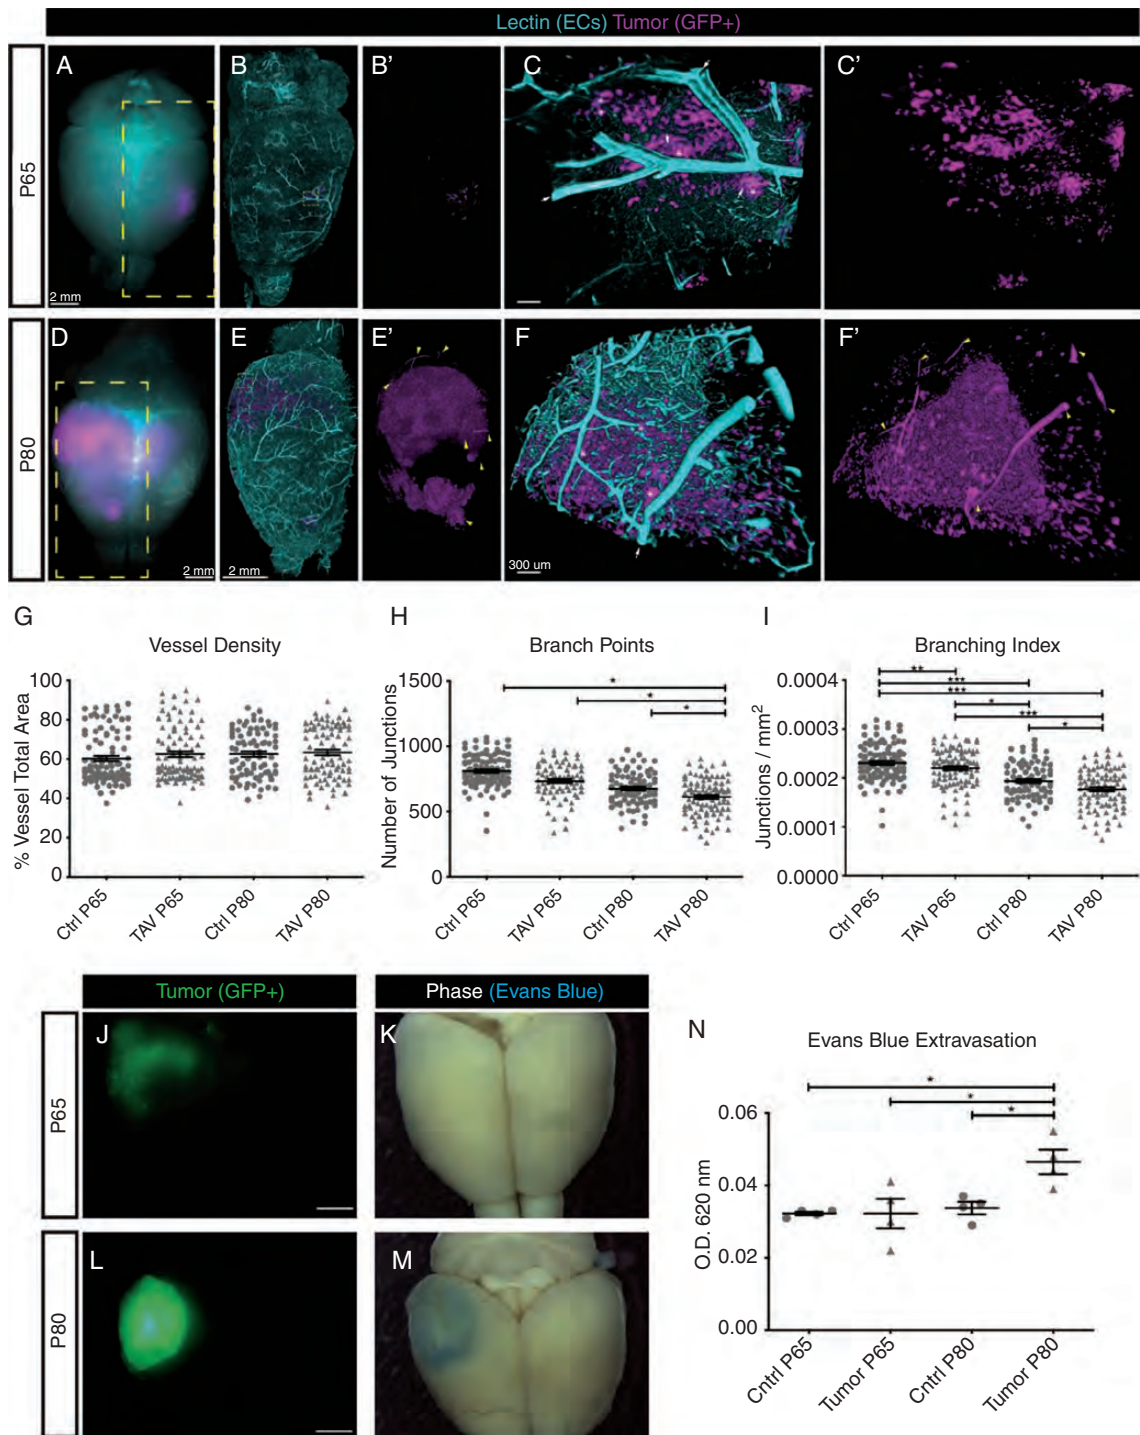 Lectin (ECs) Tumor (GFP+)
P65
A
2 mm
B
B'
C
C'
P80
D
2 mm
E
2 mm
E'
F
300 um
F'
G
Vessel Density
% Vessel Total Area
100
80
60
40
20
0
Ctrl P65
TAV P65
Ctrl P80
TAV P80
H
Branch Points
Number of Junctions
1500
1000
500
0
*
*
*
Ctrl P65
TAV P65
Ctrl P80
TAV P80
I
Branching Index
Junctions / mm²
0.0004
0.0003
0.0002
0.0001
0.0000
**
***
***
*
***
*
Ctrl P65
TAV P65
Ctrl P80
TAV P80
Tumor (GFP+)
Phase (Evans Blue)
P65
J
K
P80
L
M
N
Evans Blue Extravasation
O.D. 620 nm
0.06
0.04
0.02
0.00
*
*
*
Cntrl P65
Tumor P65
Cntrl P80
Tumor P80